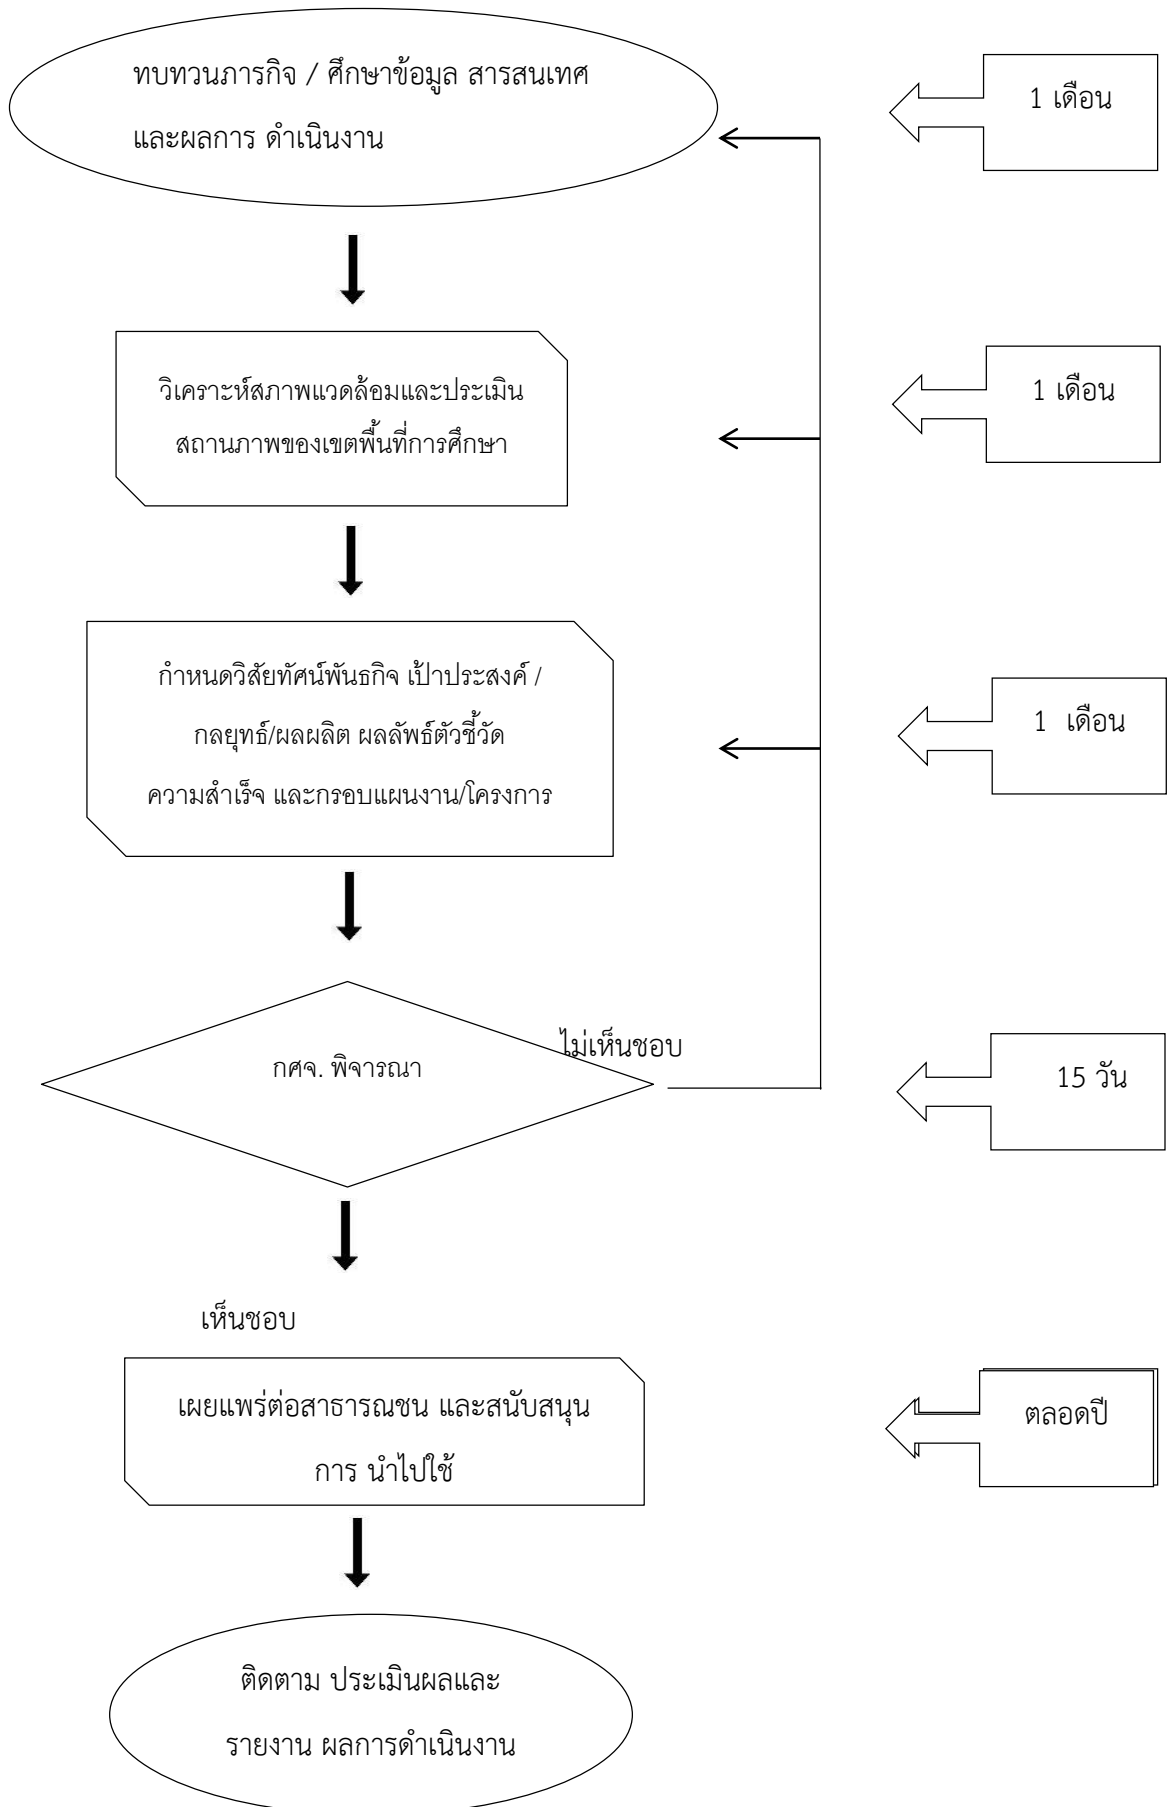 ทบทวนภารกิจ / ศึกษาข้อมูล สารสนเทศ
และผลการ ดำเนินงาน
1 เดือน
วิเคราะห์สภาพแวดล้อมและประเมิน
สถานภาพของเขตพื้นที่การศึกษา
1 เดือน
กำหนดวิสัยทัศน์พันธกิจ เป้าประสงค์ /
กลยุทธ์/ผลผลิต ผลลัพธ์ตัวชี้วัด
ความสำเร็จ และกรอบแผนงาน/โครงการ
1 เดือน
กศจ. พิจารณา
ไม่เห็นชอบ
15 วัน
เห็นชอบ
เผยแพร่ต่อสาธารณชน และสนับสนุน
การ นำไปใช้
ตลอดปี
ติดตาม ประเมินผลและ
รายงาน ผลการดำเนินงาน